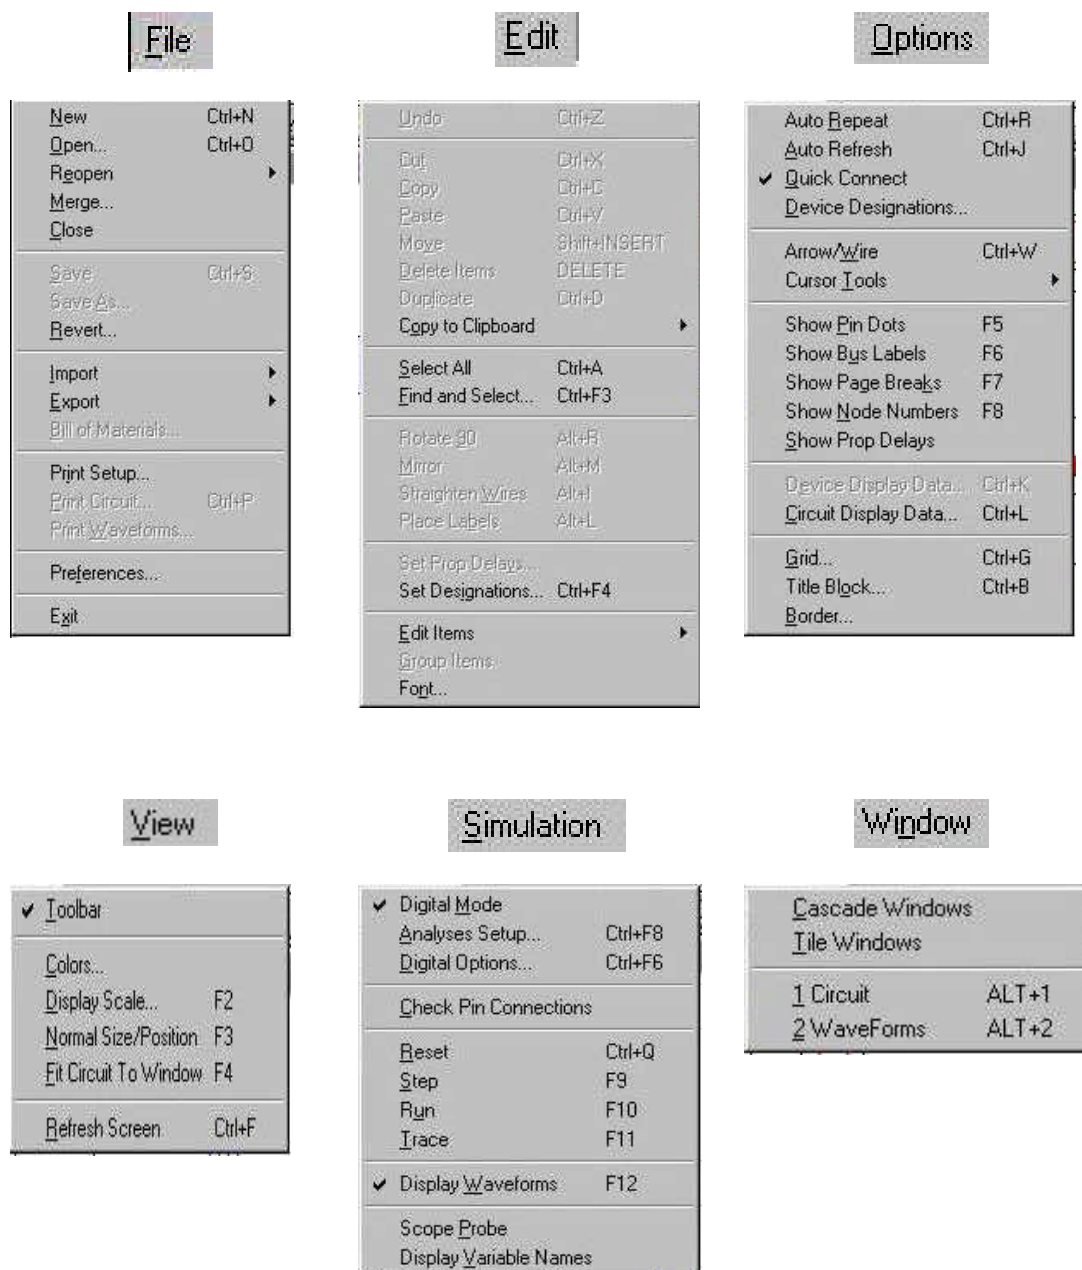 File
New Ctrl+N
Open... Ctrl+O
Reopen
Merge...
Close
Save Ctrl+S
Save As...
Revert...
Import
Export
Bill of Materials...
Print Setup...
Print Circuit... Ctrl+P
Print Waveforms...
Preferences...
Exit
Edit
Undo Ctrl+Z
Cut Ctrl+X
Copy Ctrl+C
Paste Ctrl+V
Move Shift+INSERT
Delete Items DELETE
Duplicate Ctrl+D
Copy to Clipboard
Select All Ctrl+A
Find and Select... Ctrl+F3
Rotate 90 Alt+R
Mirror Alt+M
Straighten Wires Alt+I
Place Labels Alt+L
Set Prop Delays...
Set Designations... Ctrl+F4
Edit Items
Group Items
Font...
Options
Auto Repeat Ctrl+R
Auto Refresh Ctrl+J
Quick Connect
Device Designations...
Arrow/Wire Ctrl+W
Cursor Tools
Show Pin Dots F5
Show Bus Labels F6
Show Page Breaks F7
Show Node Numbers F8
Show Prop Delays
Device Display Data... Ctrl+K
Circuit Display Data... Ctrl+L
Grid... Ctrl+G
Title Block... Ctrl+B
Border...
View
Toolbar
Colors...
Display Scale... F2
Normal Size/Position F3
Fit Circuit To Window F4
Refresh Screen Ctrl+F
Simulation
Digital Mode
Analyses Setup... Ctrl+F8
Digital Options... Ctrl+F6
Check Pin Connections
Reset Ctrl+Q
Step F9
Run F10
Trace F11
Display Waveforms F12
Scope Probe
Display Variable Names
Window
Cascade Windows
Tile Windows
1 Circuit ALT+1
2 WaveForms ALT+2